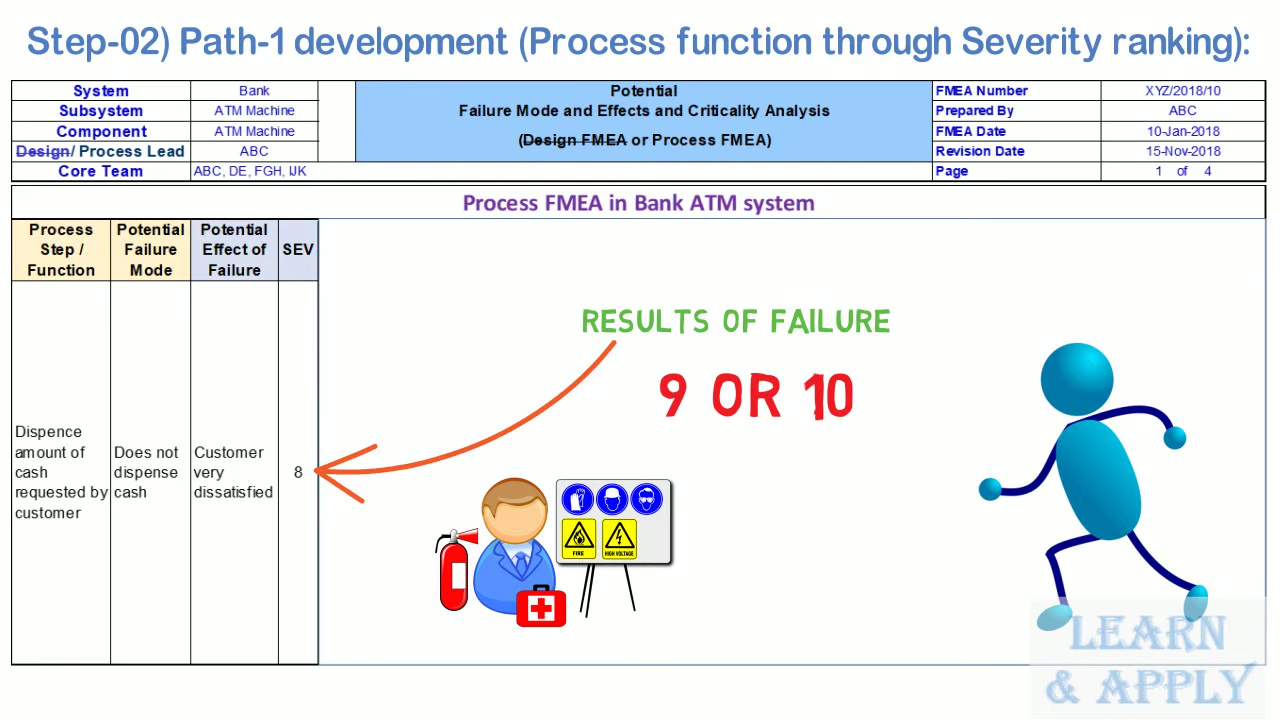 Step-02) Path-1 development (Process function through Severity ranking):
System Bank
Subsystem ATM Machine
Component ATM Machine
Design/ Process Lead ABC
Core Team ABC, DE, FGH, IJK
Potential
Failure Mode and Effects and Criticality Analysis
(Design FMEA or Process FMEA)
FMEA Number XYZ/2018/10
Prepared By ABC
FMEA Date 10-Jan-2018
Revision Date 15-Nov-2018
Page 1 of 4
Process FMEA in Bank ATM system
Process
Step /
Function
Potential
Failure
Mode
Potential
Effect of
Failure
SEV
Dispence
amount of
cash
requested by
customer
Does not
dispense
cash
Customer
very
dissatisfied
8
RESULTS OF FAILURE
9 OR 10
FIRE
HIGH VOLTAGE
LEARN
& APPLY